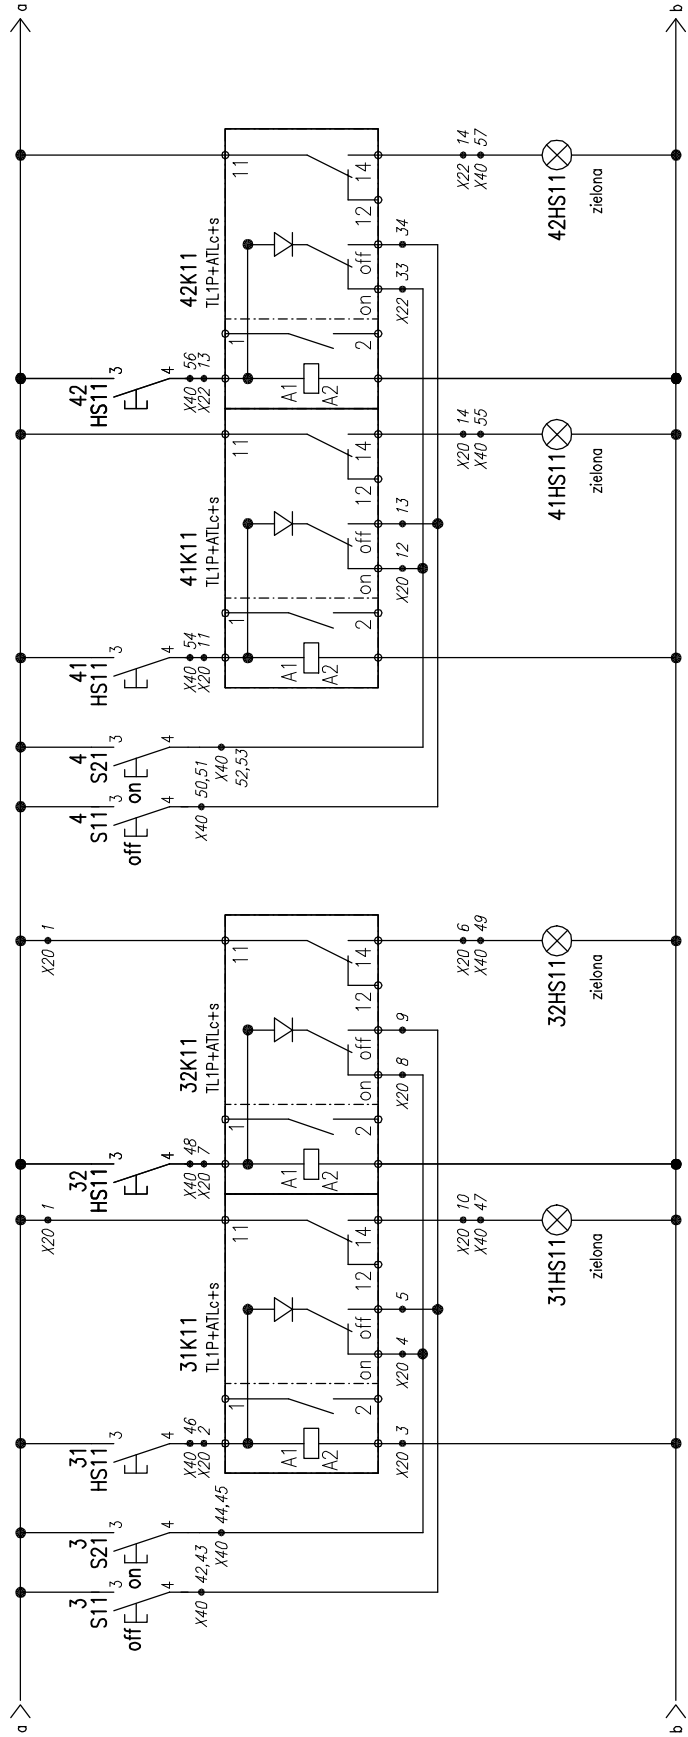 a
b
3
S11
off
3
4
X40
42,43
3
S21
on
3
4
X40
44,45
31
HS11
3
4
X40 46
X20 2
31K11
TL1P+ATLc+s
1
11
A1
A2
2
on
off
12
14
X20 3
X20 4
5
X20 1
X20 10
X40 47
31HS11
zielona
32
HS11
3
4
X40 48
X20 7
32K11
TL1P+ATLc+s
1
11
A1
A2
2
on
off
12
14
X20 8
9
X20 1
X20 6
X40 49
32HS11
zielona
4
S11
off
3
4
X40
50,51
4
S21
on
3
4
X40
52,53
41
HS11
3
4
X40 54
X20 11
41K11
TL1P+ATLc+s
1
11
A1
A2
2
on
off
12
14
X20 12
13
X20 14
X40 55
41HS11
zielona
42
HS11
3
4
X40 56
X22 13
42K11
TL1P+ATLc+s
1
11
A1
A2
2
on
off
12
14
X22 33
34
X22 14
X40 57
42HS11
zielona
a
b